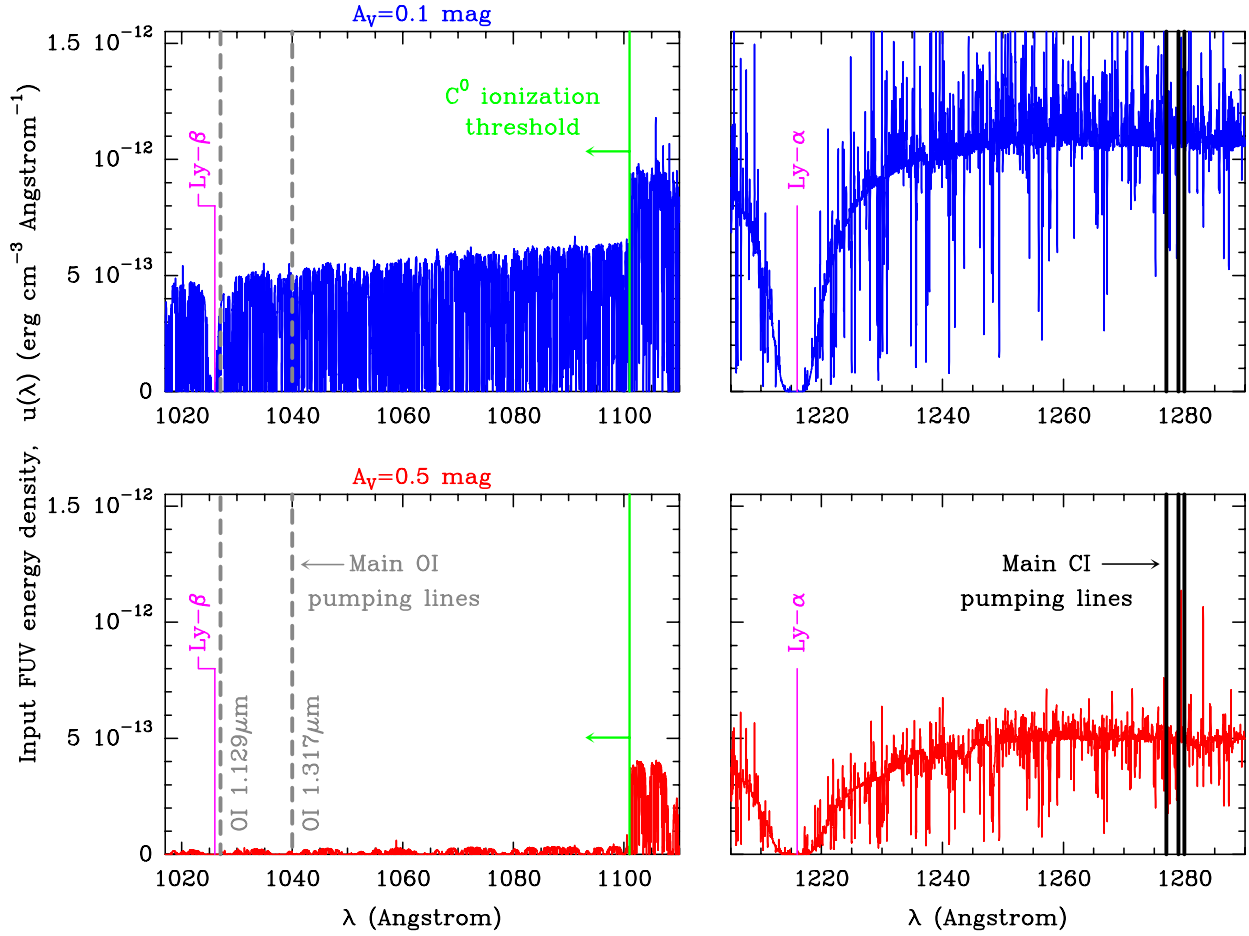 A_V=0.1 mag
1.5 10^-12
10^-12
5 10^-13
0
Ly-β
C^0 ionization
threshold
Ly-α
1020 1040 1060 1080 1100
1220 1240 1260 1280
Input FUV energy density, u(λ) (erg cm^-3 Angstrom^-1)
A_V=0.5 mag
1.5 10^-12
10^-12
5 10^-13
0
Ly-β
Main OI
pumping lines
OI 1.129μm
OI 1.317μm
Ly-α
Main CI
pumping lines
1020 1040 1060 1080 1100
1220 1240 1260 1280
λ (Angstrom)
λ (Angstrom)